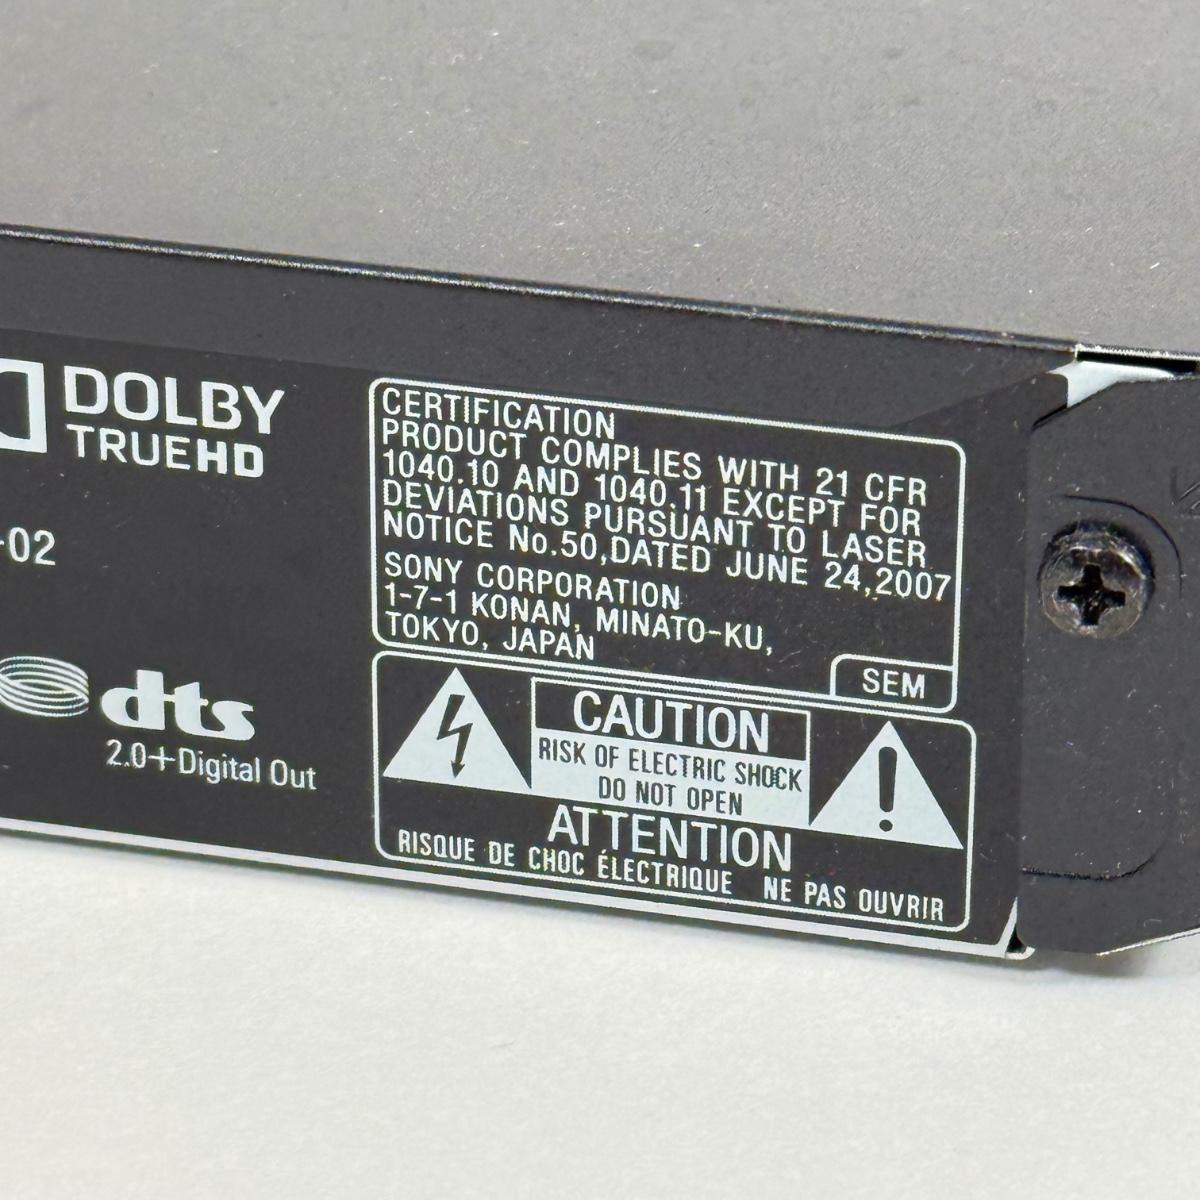 DOLBY
TRUEHD
-02
dts
2.0+Digital Out
CERTIFICATION
PRODUCT COMPLIES WITH 21 CFR
1040.10 AND 1040.11 EXCEPT FOR
DEVIATIONS PURSUANT TO LASER
NOTICE No.50,DATED JUNE 24,2007
SONY CORPORATION
1-7-1 KONAN, MINATO-KU,
TOKYO, JAPAN
SEM
CAUTION
RISK OF ELECTRIC SHOCK
DO NOT OPEN
ATTENTION
RISQUE DE CHOC ÉLECTRIQUE NE PAS OUVRIR